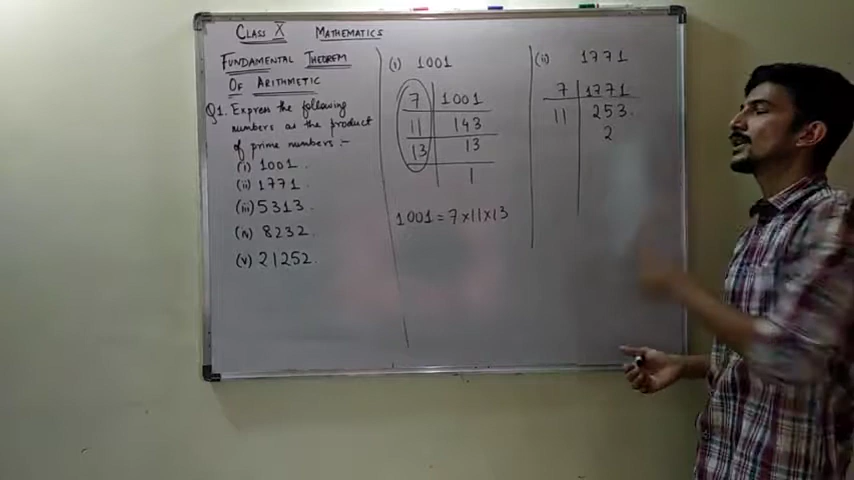 CLASS X MATHEMATICS
FUNDAMENTAL THEOREM
OF ARITHMETIC
Q1. Express the following
numbers as the product
of prime numbers :-
(i) 1001.
(ii) 1771.
(iii) 5313.
(iv) 8232.
(v) 21252.
(i) 1001
7 1001
11 143
13 13
1
1001 = 7×11×13
(ii) 1771
7 1771
11 253.
2